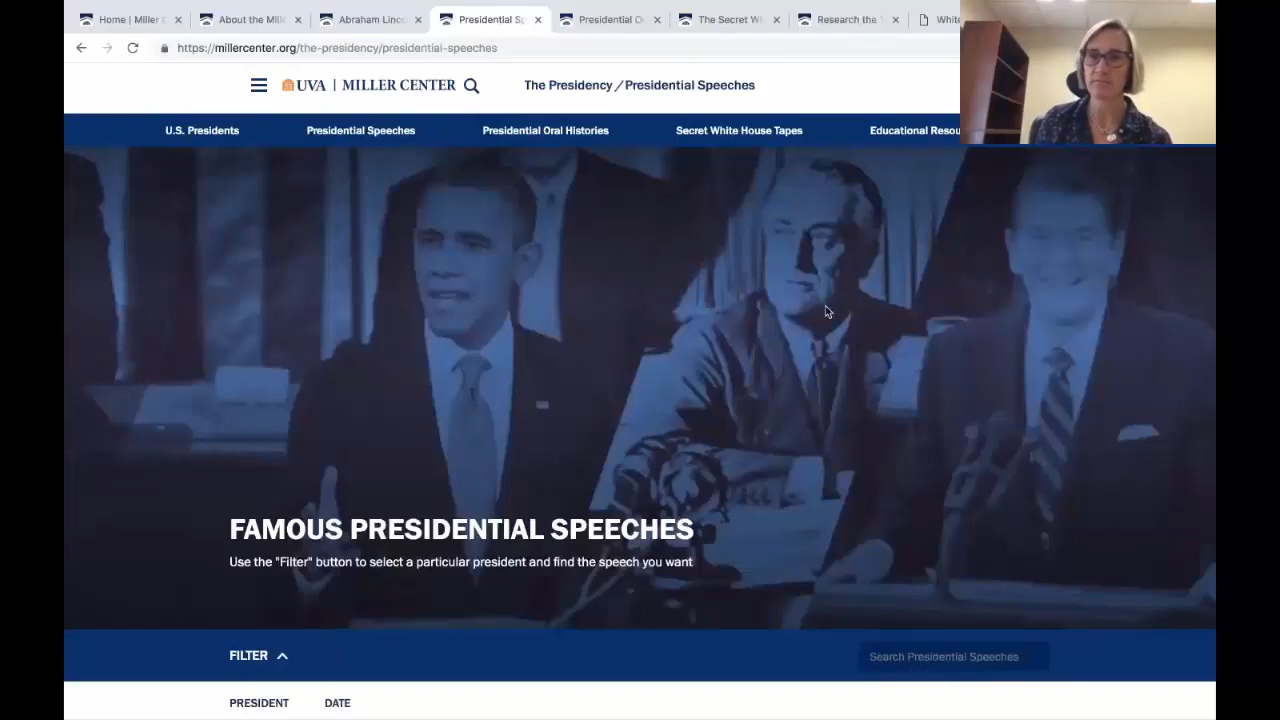 Home | Miller
About the Mill
Abraham Linc
Presidential Sp
Presidential O
The Secret W
Research the
White
https://millercenter.org/the-presidency/presidential-speeches
UVA | MILLER CENTER
The Presidency / Presidential Speeches
U.S. Presidents
Presidential Speeches
Presidential Oral Histories
Secret White House Tapes
Educational Resou
FAMOUS PRESIDENTIAL SPEECHES
Use the "Filter" button to select a particular president and find the speech you want
FILTER
Search Presidential Speeches
PRESIDENT
DATE